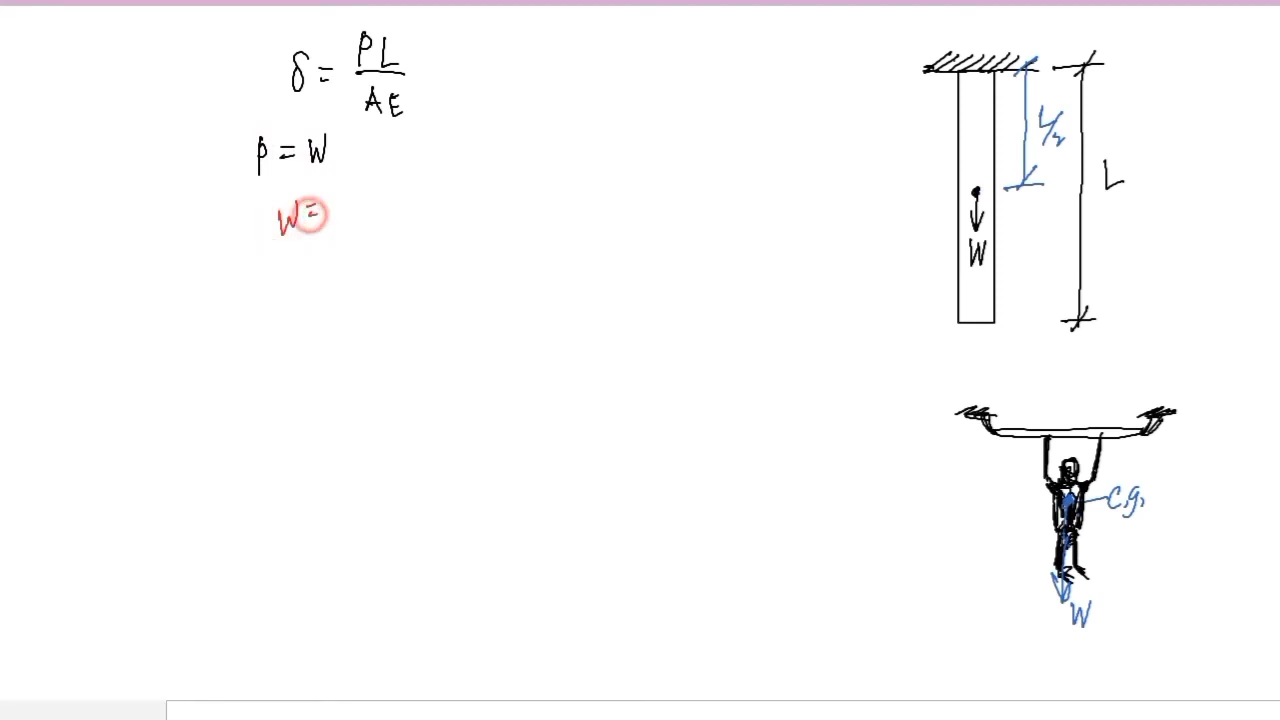 δ = PL/AE
P = W
W =
L/2
L
W
c.g.
W